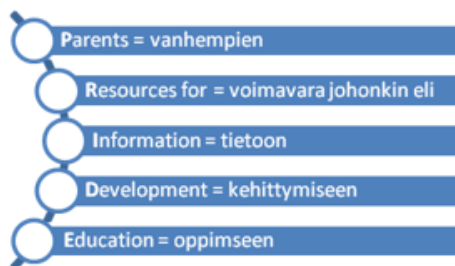 Parents = vanhempien
Resources for = voimavara johonkin eli
Information = tietoon
Development = kehittymiseen
Education = oppimseen